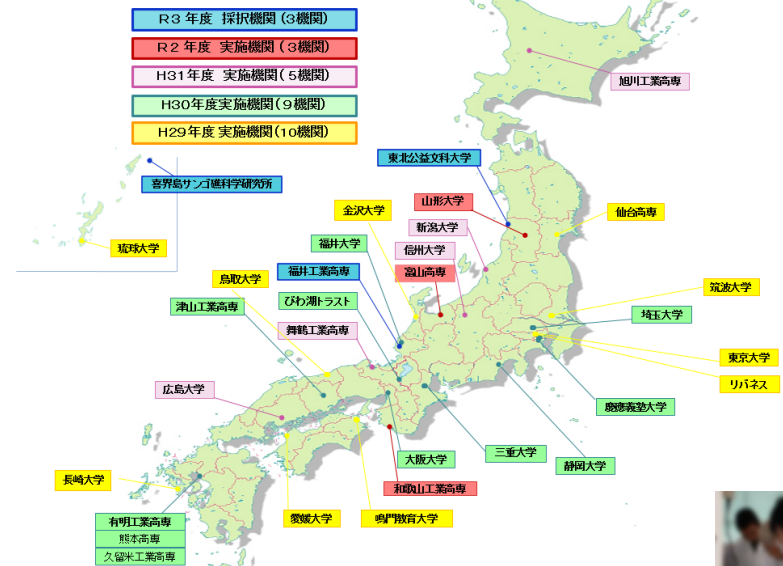 R3年度 採択機関(3機関)
R2年度 実施機関(3機関)
H31年度 実施機関(5機関)
H30年度実施機関(9機関)
H29年度 実施機関(10機関)
旭川工業高専
東北公益文科大学
喜界島サンゴ礁科学研究所
山形大学
金沢大学
仙台高専
新潟大学
琉球大学
福井大学
信州大学
福井工業高専
富山高専
鳥取大学
筑波大学
びわ湖トラスト
津山工業高専
埼玉大学
舞鶴工業高専
東京大学
リバネス
広島大学
慶應義塾大学
三重大学
大阪大学
静岡大学
長崎大学
和歌山工業高専
有明工業高専
愛媛大学
鳴門教育大学
熊本高専
久留米工業高専